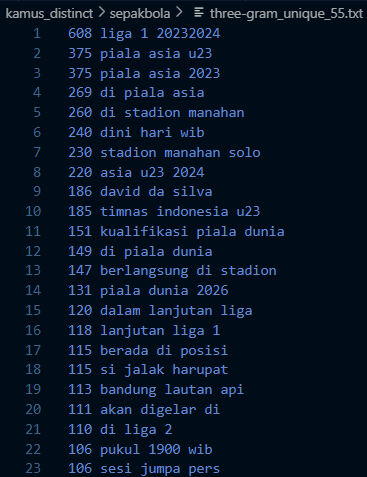 kamus_distinct > sepakbola > three-gram_unique_55.txt
1 608 liga 1 20232024
2 375 piala asia u23
3 375 piala asia 2023
4 269 di piala asia
5 260 di stadion manahan
6 240 dini hari wib
7 230 stadion manahan solo
8 220 asia u23 2024
9 186 david da silva
10 185 timnas indonesia u23
11 151 kualifikasi piala dunia
12 149 di piala dunia
13 147 berlangsung di stadion
14 131 piala dunia 2026
15 120 dalam lanjutan liga
16 118 lanjutan liga 1
17 115 berada di posisi
18 115 si jalak harupat
19 113 bandung lautan api
20 111 akan digelar di
21 110 di liga 2
22 106 pukul 1900 wib
23 106 sesi jumpa pers